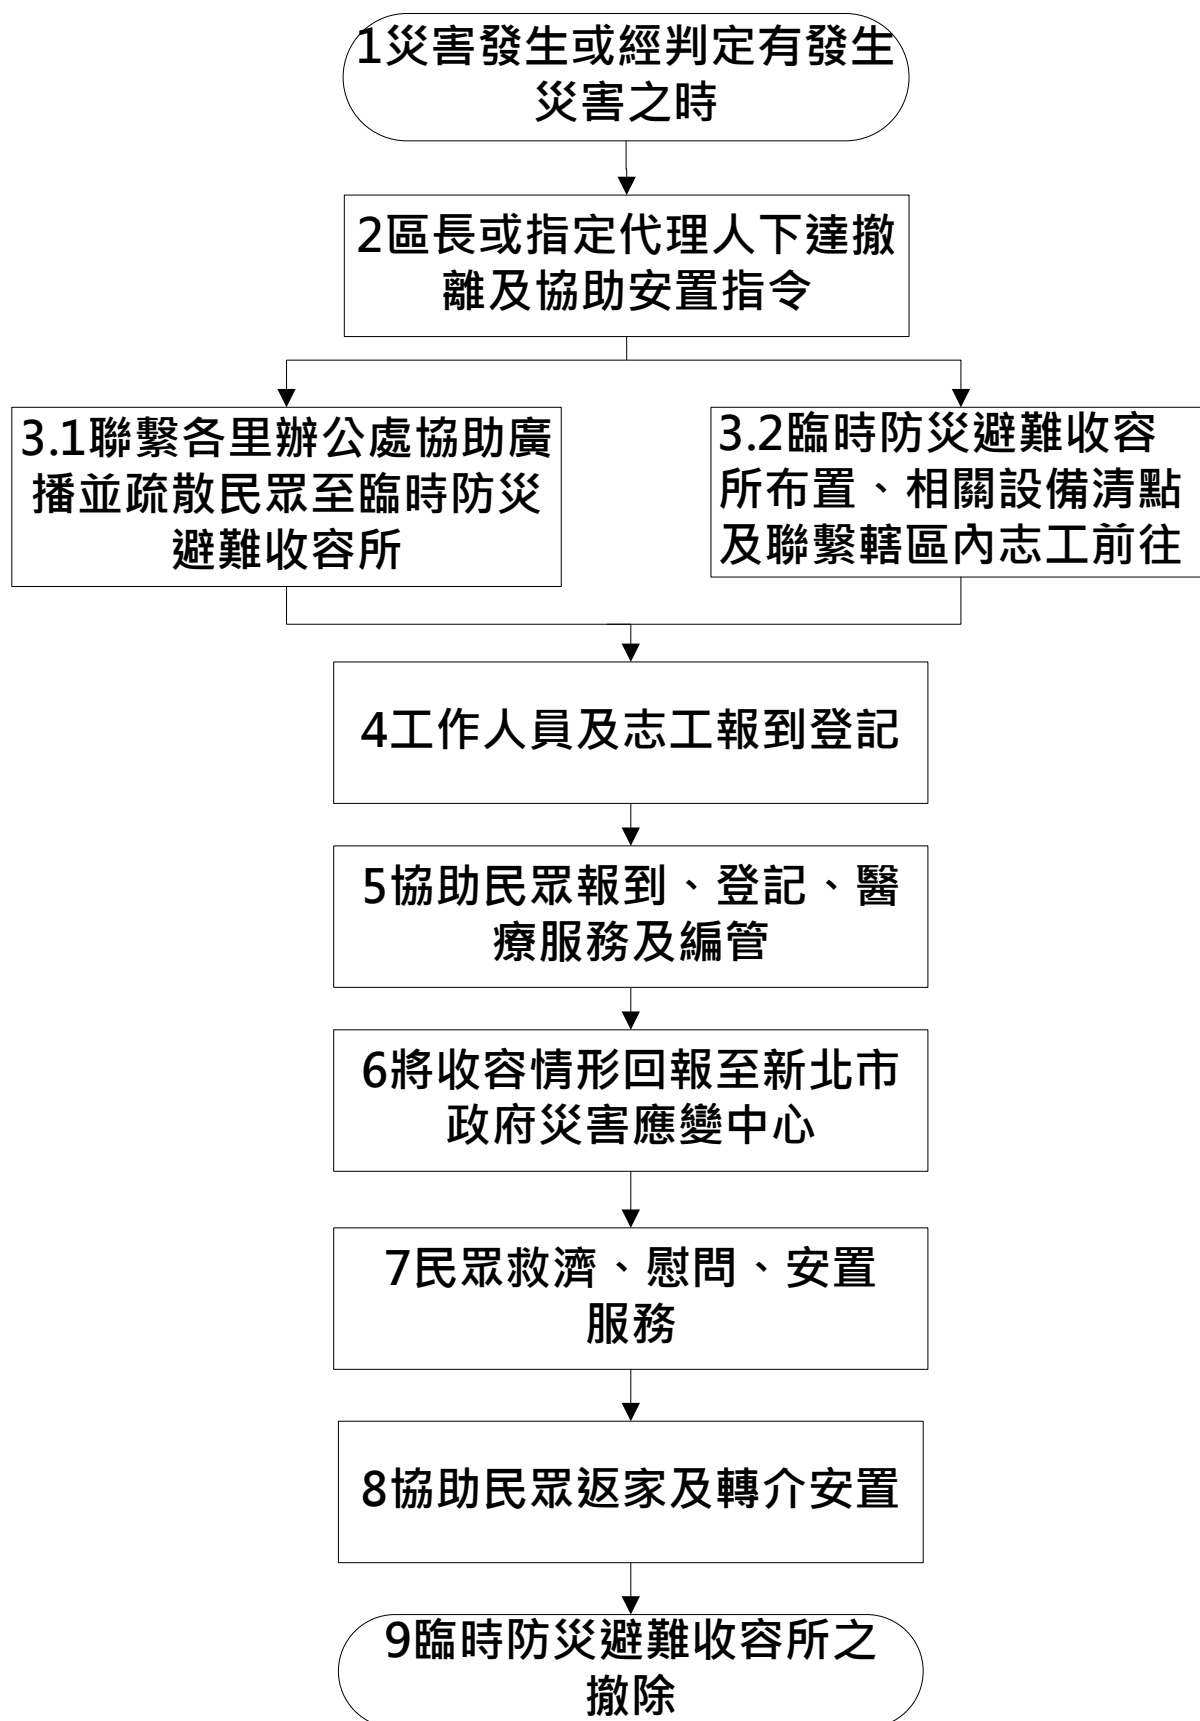 1災害發生或經判定有發生
災害之時
2區長或指定代理人下達撤
離及協助安置指令
3.1聯繫各里辦公處協助廣
播並疏散民眾至臨時防災
避難收容所
3.2臨時防災避難收容
所布置、相關設備清點
及聯繫轄區內志工前往
4工作人員及志工報到登記
5協助民眾報到、登記、醫
療服務及編管
6將收容情形回報至新北市
政府災害應變中心
7民眾救濟、慰問、安置
服務
8協助民眾返家及轉介安置
9臨時防災避難收容所之
撤除